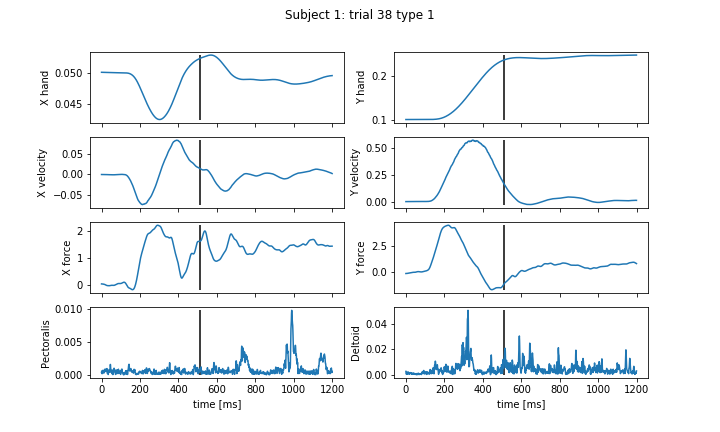 Subject 1: trial 38 type 1
X hand
0.050
0.045
Y hand
0.2
0.1
X velocity
0.05
0.00
−0.05
Y velocity
0.50
0.25
0.00
X force
2
1
0
Y force
2.5
0.0
Pectoralis
0.010
0.005
0.000
0 200 400 600 800 1000 1200
time [ms]
Deltoid
0.04
0.02
0.00
0 200 400 600 800 1000 1200
time [ms]